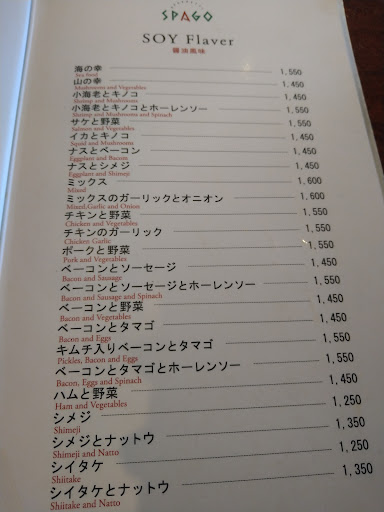 SPAGO
SOY Flaver
醤油風味
海の幸 1,550
Sea food
山の幸 1,450
Mushrooms and Vegetables
小海老とキノコ 1,450
Shrimp and Mushrooms
小海老とキノコとホーレンソー 1,550
Shrimp and Mushrooms and Spinach
サケと野菜 1,550
Salmon and Vegetables
イカとキノコ 1,450
Squid and Mushrooms
ナスとベーコン 1,450
Eggplant and Bacon
ナスとシメジ 1,450
Eggplant and Shimeji
ミックス 1,600
Mixed
ミックスのガーリックとオニオン 1,600
Mixed,Garlic and Onion
チキンと野菜 1,550
Chicken and Vegetables
チキンのガーリック 1,550
Chicken Garlic
ポークと野菜 1,550
Pork and Vegetables
ベーコンとソーセージ 1,450
Bacon and Sausage
ベーコンとソーセージとホーレンソー 1,550
Bacon and Sausage and Spinach
ベーコンと野菜 1,450
Bacon and Vegetables
ベーコンとタマゴ 1,450
Bacon and Eggs
キムチ入りベーコンとタマゴ 1,550
Pickles, Bacon and Eggs
ベーコンとタマゴとホーレンソー 1,550
Bacon, Eggs and Spinach
ハムと野菜 1,450
Ham and Vegetables
シメジ 1,250
Shimeji
シメジとナットウ 1,350
Shimeji and Natto
シイタケ 1,250
Shiitake
シイタケとナットウ 1,350
Shiitake and Natto